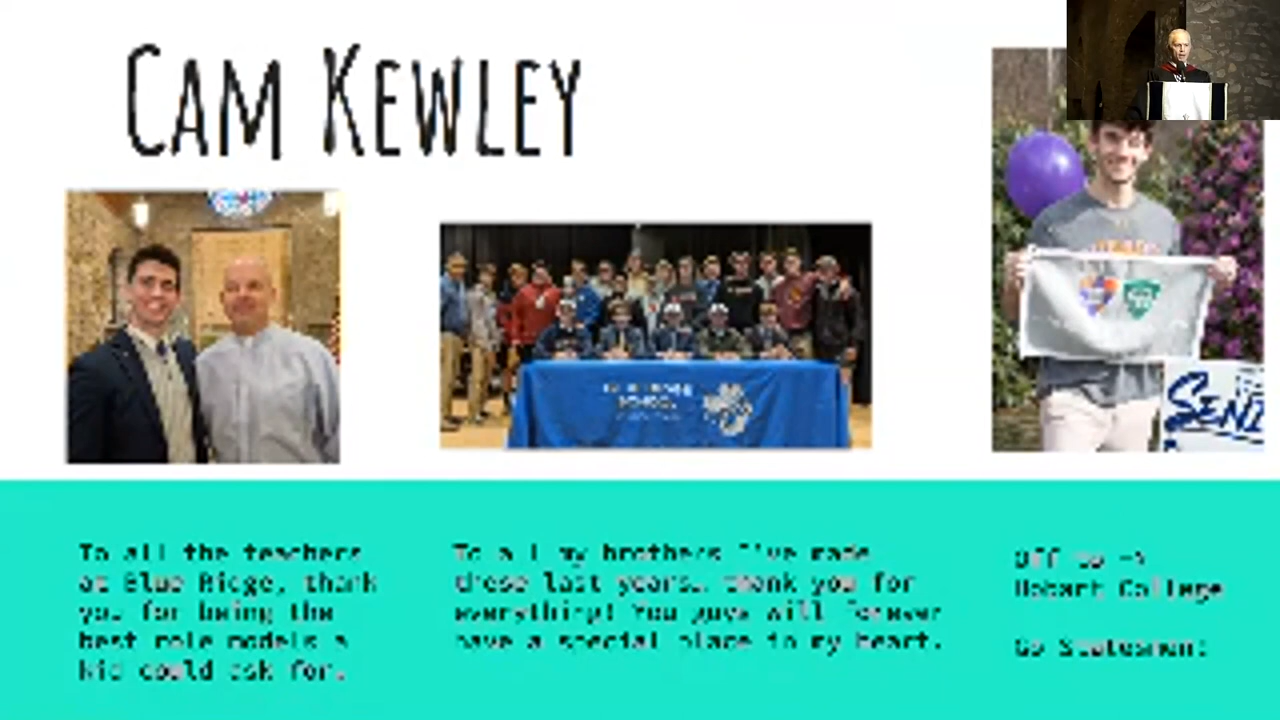 CAM KEWLEY
SENI
SCHOOL
To all the teachers
at Blue Ridge, thank
you for being the
best role models a
kid could ask for.
To all my brothers I've made
these last years… thank you for
everything! You guys will forever
have a special place in my heart.
Off to ->
Hobart College
Go Statesmen!